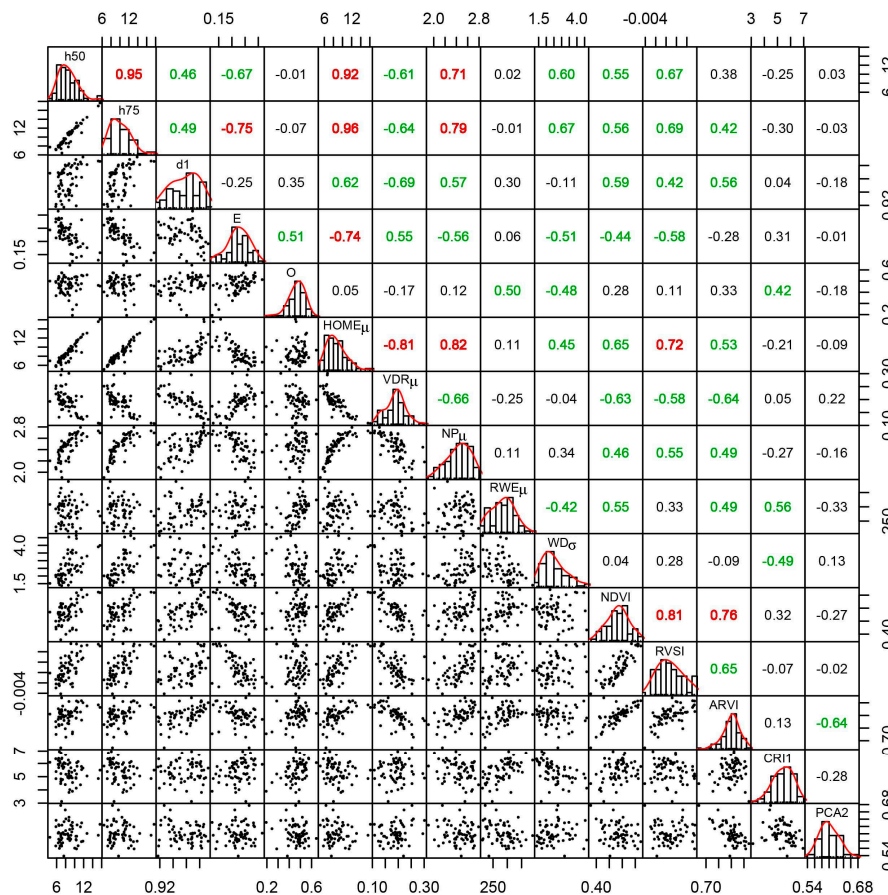 6 12 0.15 6 12 2.0 2.8 1.5 4.0 -0.004 3 5 7
h50 0.95 0.46 -0.67 -0.01 0.92 -0.61 0.71 0.02 0.60 0.55 0.67 0.38 -0.25 0.03 6 12
6 12 h75 0.49 -0.75 -0.07 0.96 -0.64 0.79 -0.01 0.67 0.56 0.69 0.42 -0.30 -0.03
d1 -0.25 0.35 0.62 -0.69 0.57 0.30 -0.11 0.59 0.42 0.56 0.04 -0.18 0.92
0.15 E 0.51 -0.74 0.55 -0.56 0.06 -0.51 -0.44 -0.58 -0.28 0.31 -0.01
O 0.05 -0.17 0.12 0.50 -0.48 0.28 0.11 0.33 0.42 -0.18 0.2 0.6
6 12 HOMEμ -0.81 0.82 0.11 0.45 0.65 0.72 0.53 -0.21 -0.09
VDRμ -0.66 -0.25 -0.04 -0.63 -0.58 -0.64 0.05 0.22 0.10 0.30
2.0 2.8 NPμ 0.11 0.34 0.46 0.55 0.49 -0.27 -0.16
RWEμ -0.42 0.55 0.33 0.49 0.56 -0.33 250
1.5 4.0 WDσ 0.04 0.28 -0.09 -0.49 0.13
NDVI 0.81 0.76 0.32 -0.27 0.40
-0.004 RVSI 0.65 -0.07 -0.02
ARVI 0.13 -0.64 0.70
3 5 7 CRI1 -0.28
PCA2 0.54 0.68
6 12 0.92 0.2 0.6 0.10 0.30 250 0.40 0.70 0.54 0.68